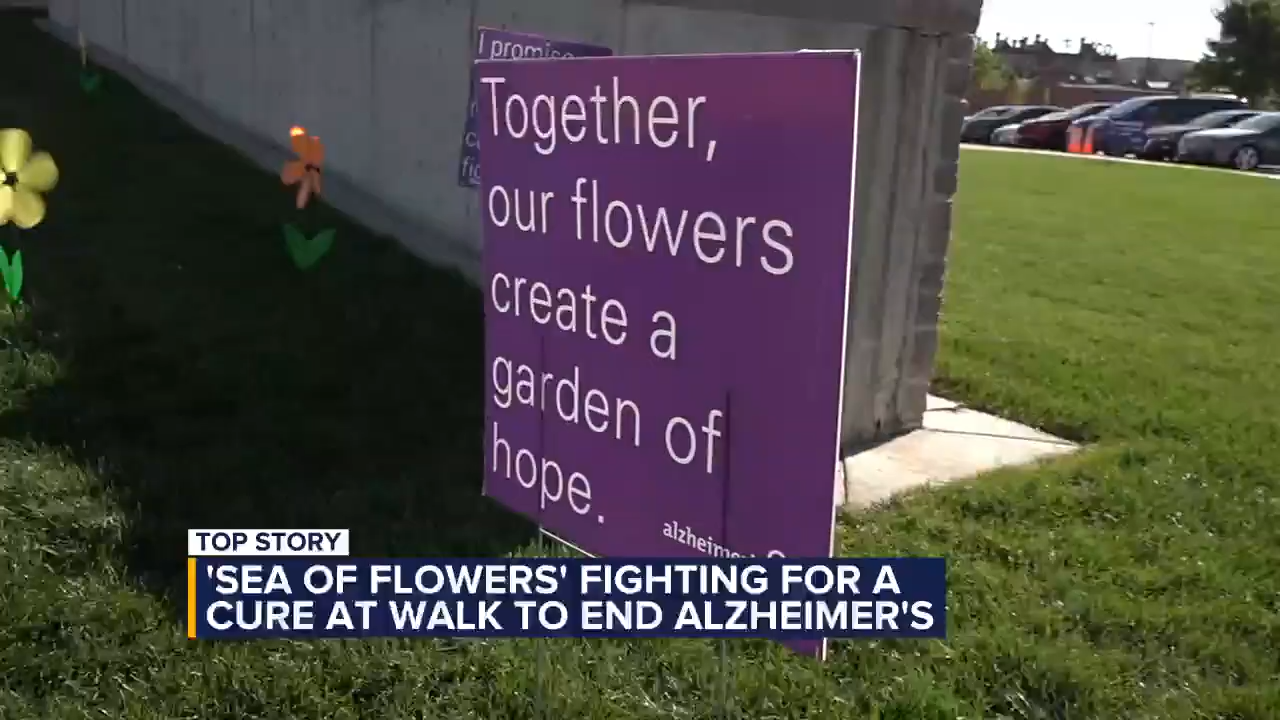 I promise
Together,
our flowers
create a
garden of
hope.
TOP STORY
'SEA OF FLOWERS' FIGHTING FOR A
CURE AT WALK TO END ALZHEIMER'S